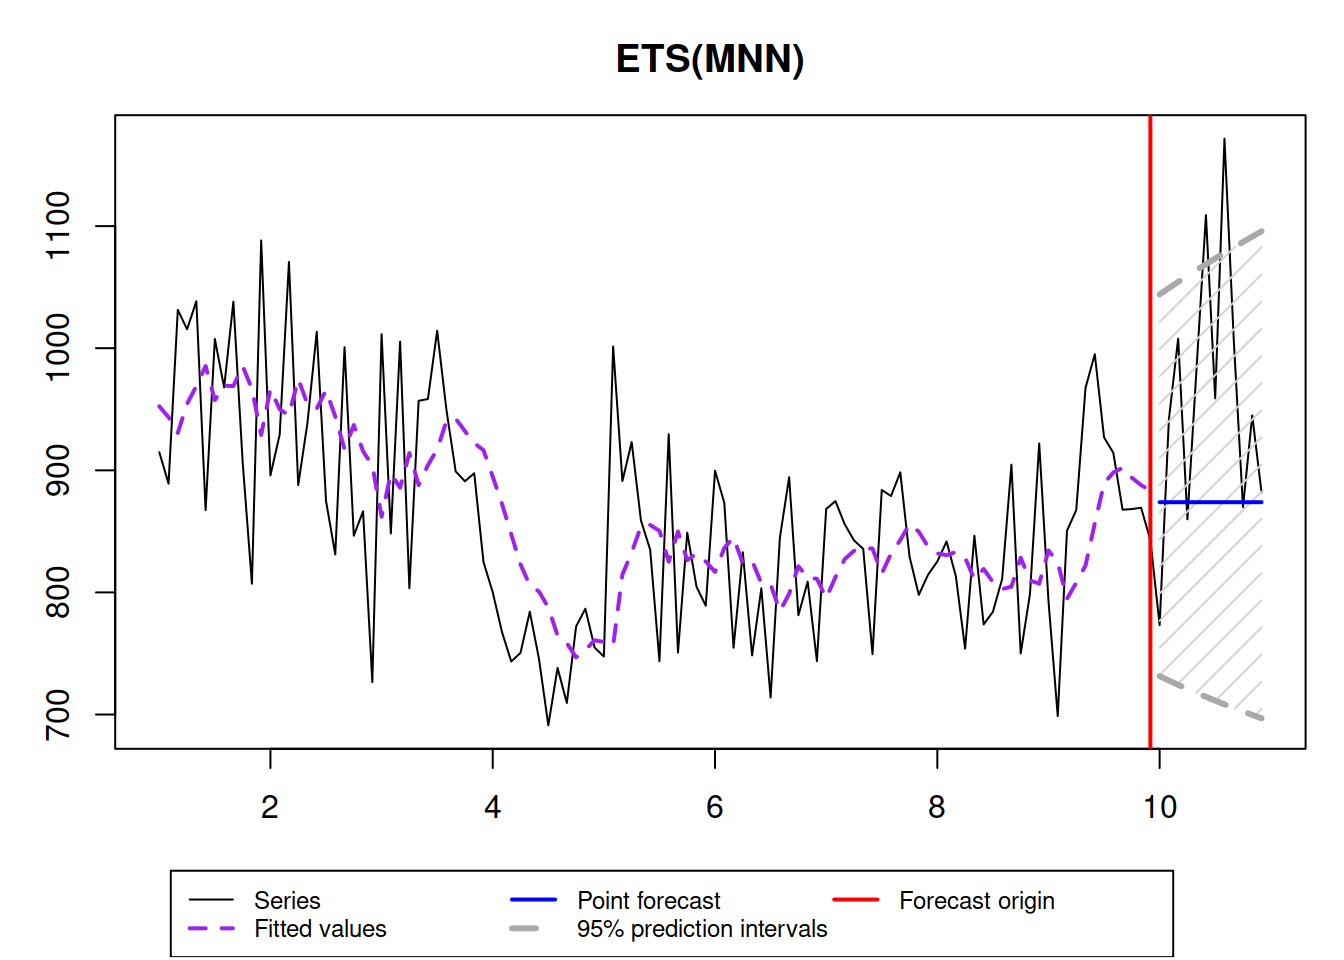 ETS(MNN)
1100
1000
900
800
700
2 4 6 8 10
Series Point forecast Forecast origin
Fitted values 95% prediction intervals